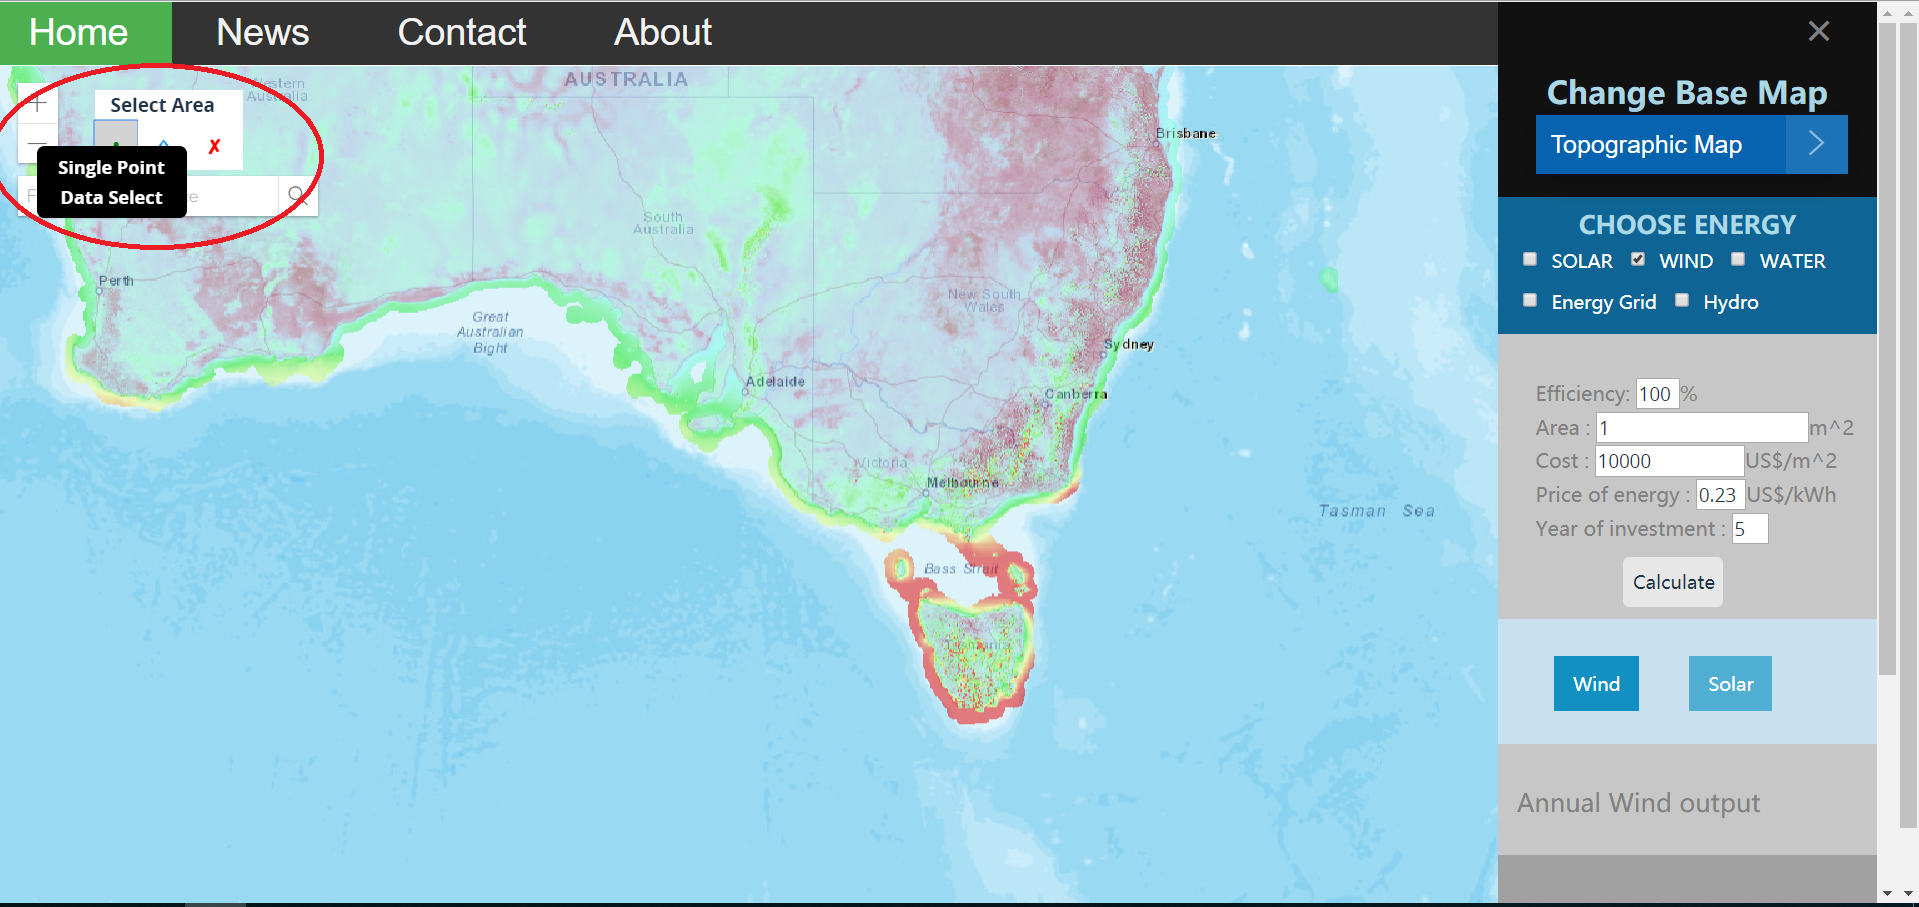 Home News Contact About
Western
Australia
AUSTRALIA
Select Area
✗
Single Point
Data Select
F
ce
Brisbane
South
Australia
Perth
New South
Wales
Great
Australian
Bight
Sydney
Adelaide
Canberra
Victoria
Melbourne
Tasman Sea
Bass Strait
Tasmania
Change Base Map
Topographic Map
CHOOSE ENERGY
SOLAR WIND WATER
Energy Grid Hydro
Efficiency: 100 %
Area : 1 m^2
Cost : 10000 US$/m^2
Price of energy : 0.23 US$/kWh
Year of investment : 5
Calculate
Wind Solar
Annual Wind output